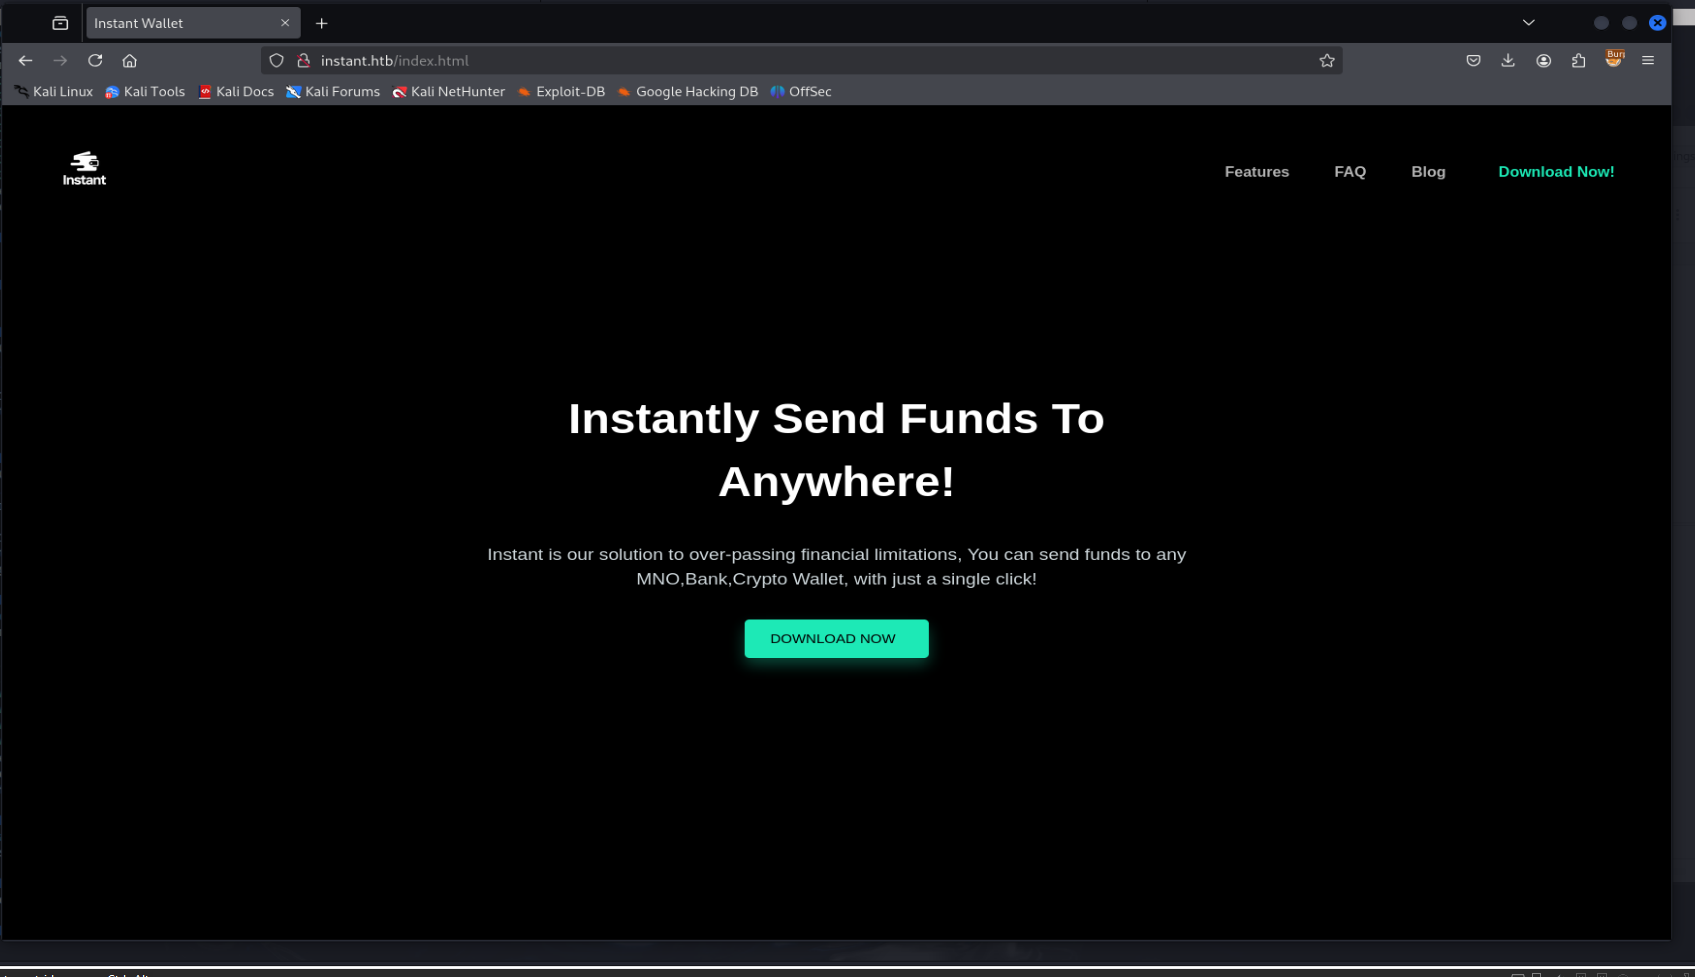 Instant Wallet
instant.htb/index.html
Burp
Kali Linux Kali Tools Kali Docs Kali Forums Kali NetHunter Exploit-DB Google Hacking DB OffSec
Instant
Features FAQ Blog Download Now!
Instantly Send Funds To
Anywhere!
Instant is our solution to over-passing financial limitations, You can send funds to any
MNO,Bank,Crypto Wallet, with just a single click!
DOWNLOAD NOW